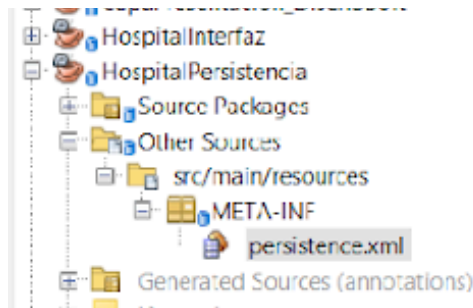 HospitalInterfaz
HospitalPersistencia
Source Packages
Other Sources
src/main/resources
META-INF
persistence.xml
Generated Sources (annotations)